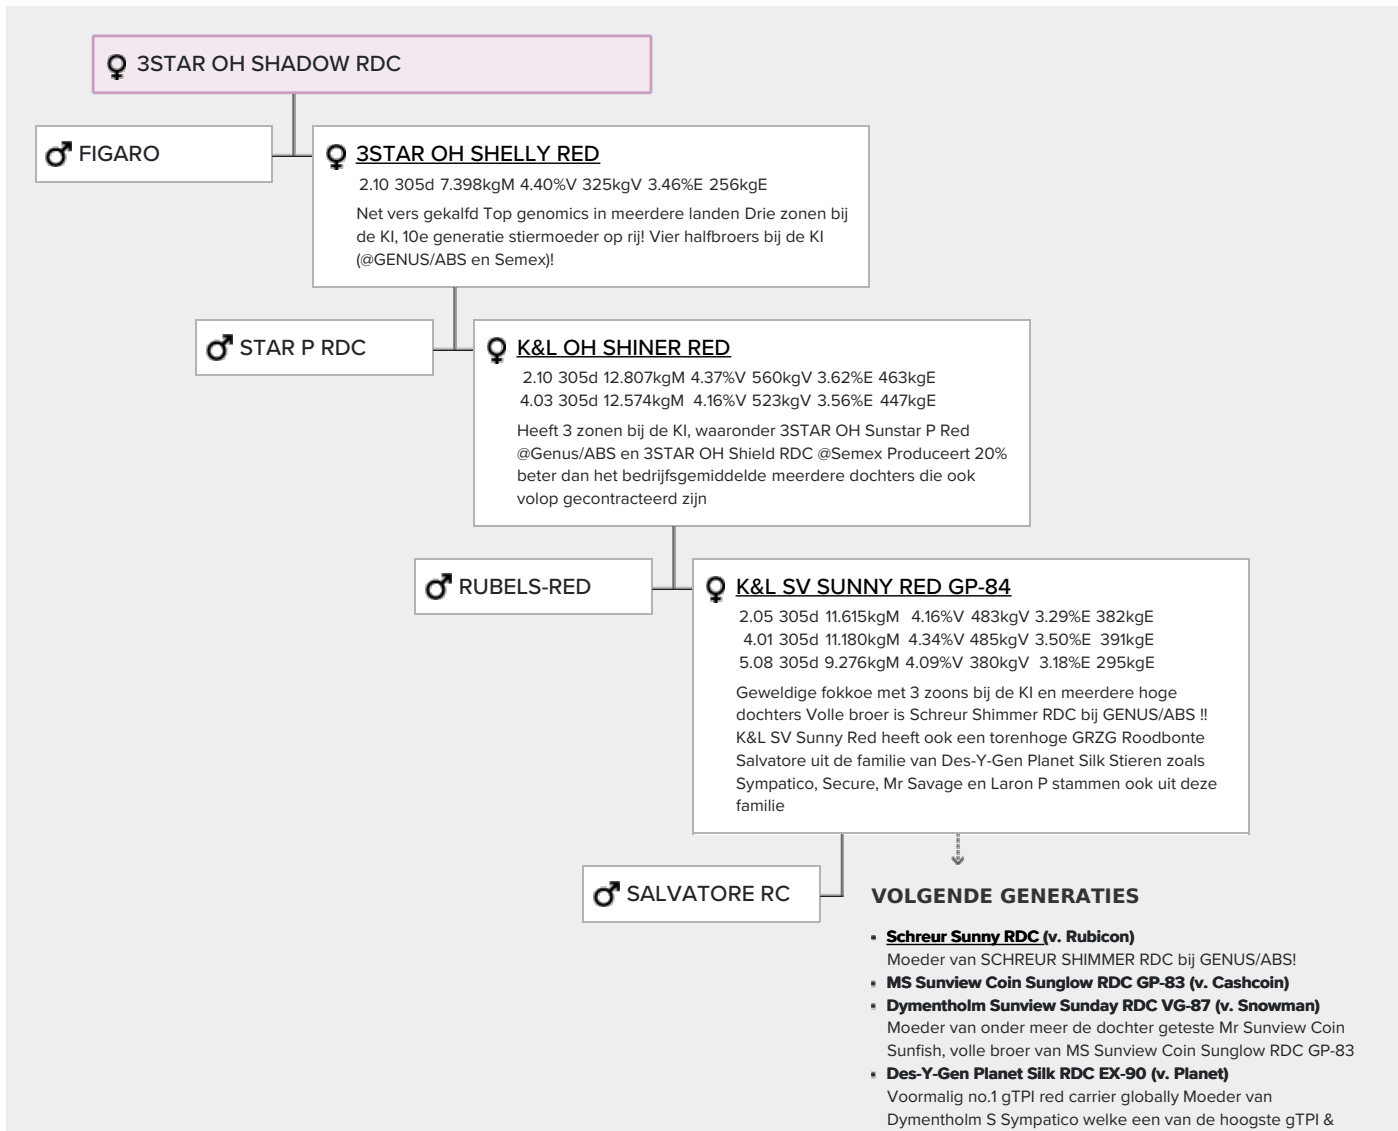 3STAR OH SHADOW RDC
FIGARO
3STAR OH SHELLY RED
2.10 305d 7.398kgM 4.40%V 325kgV 3.46%E 256kgE
Net vers gekalfd Top genomics in meerdere landen Drie zonen bij
de KI, 10e generatie stiermoeder op rij! Vier halfbroers bij de KI
(@GENUS/ABS en Semex)!
STAR P RDC
K&L OH SHINER RED
2.10 305d 12.807kgM 4.37%V 560kgV 3.62%E 463kgE
4.03 305d 12.574kgM 4.16%V 523kgV 3.56%E 447kgE
Heeft 3 zonen bij de KI, waaronder 3STAR OH Sunstar P Red
@Genus/ABS en 3STAR OH Shield RDC @Semex Produceert 20%
beter dan het bedrijfsgemiddelde meerdere dochters die ook
volop gecontracteerd zijn
RUBELS-RED
K&L SV SUNNY RED GP-84
2.05 305d 11.615kgM 4.16%V 483kgV 3.29%E 382kgE
4.01 305d 11.180kgM 4.34%V 485kgV 3.50%E 391kgE
5.08 305d 9.276kgM 4.09%V 380kgV 3.18%E 295kgE
Geweldige fokkoe met 3 zoons bij de KI en meerdere hoge
dochters Volle broer is Schreur Shimmer RDC bij GENUS/ABS !!
K&L SV Sunny Red heeft ook een torenhoge GRZG Roodbonte
Salvatore uit de familie van Des-Y-Gen Planet Silk Stieren zoals
Sympatico, Secure, Mr Savage en Laron P stammen ook uit deze
familie
SALVATORE RC
VOLGENDE GENERATIES
▪ Schreur Sunny RDC (v. Rubicon)
Moeder van SCHREUR SHIMMER RDC bij GENUS/ABS!
▪ MS Sunview Coin Sunglow RDC GP-83 (v. Cashcoin)
▪ Dymentholm Sunview Sunday RDC VG-87 (v. Snowman)
Moeder van onder meer de dochter geteste Mr Sunview Coin
Sunfish, volle broer van MS Sunview Coin Sunglow RDC GP-83
▪ Des-Y-Gen Planet Silk RDC EX-90 (v. Planet)
Voormalig no.1 gTPI red carrier globally Moeder van
Dymentholm S Sympatico welke een van de hoogste gTPI &